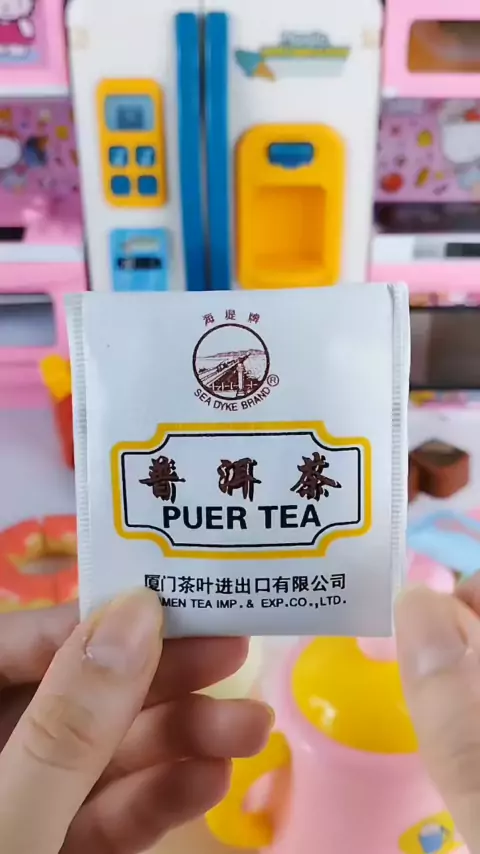 海堤牌
SEA DYKE BRAND®
普洱茶
PUER TEA
厦门茶叶进出口有限公司
MEN TEA IMP. & EXP.CO.,LTD.